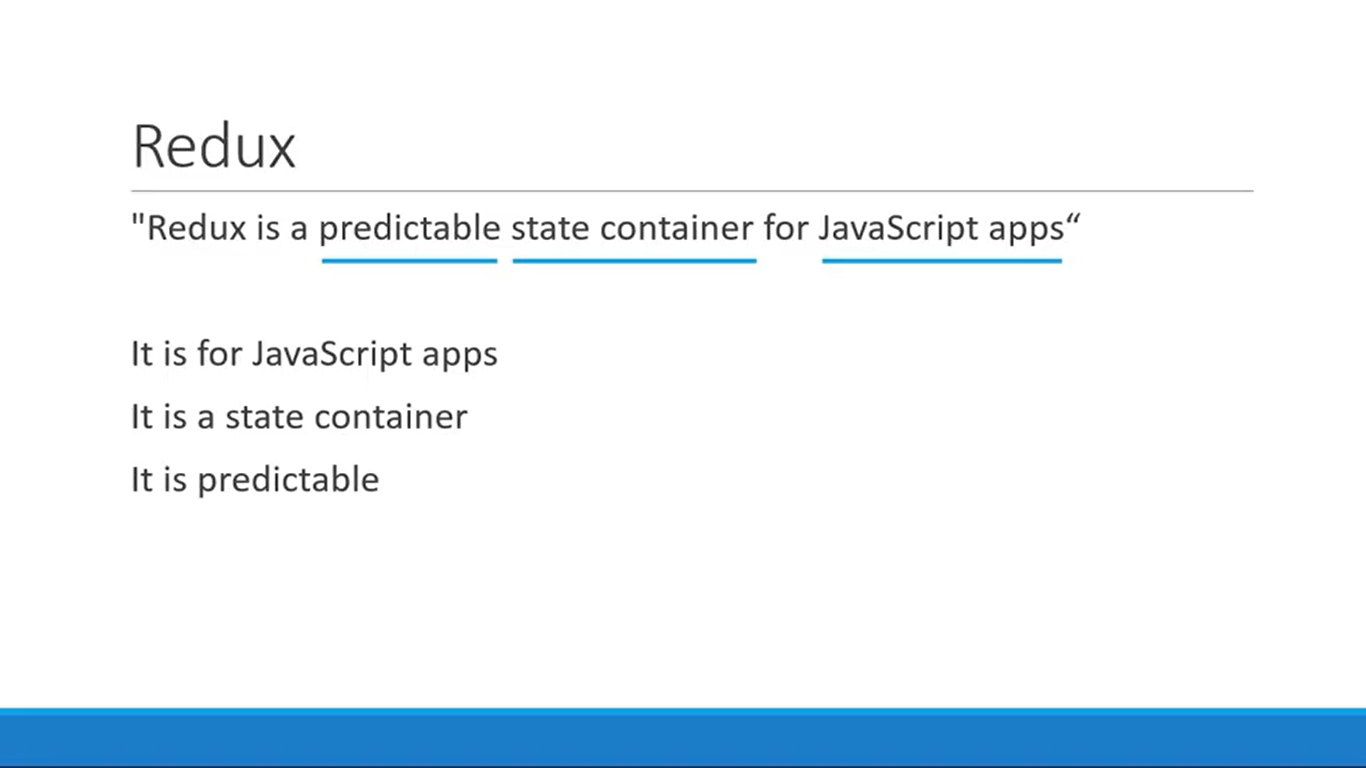 Redux
"Redux is a predictable state container for JavaScript apps“
It is for JavaScript apps
It is a state container
It is predictable